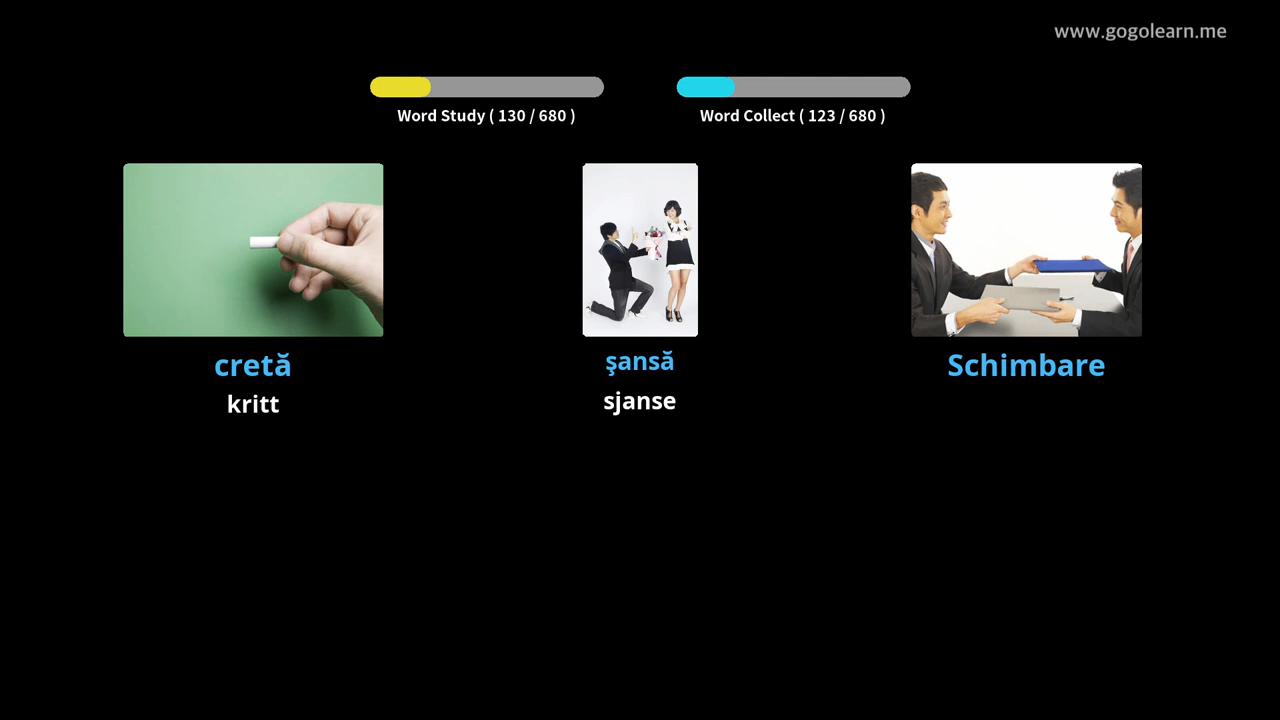 www.gogolearn.me
Word Study ( 130 / 680 )
Word Collect ( 123 / 680 )
cretă
kritt
şansă
sjanse
Schimbare